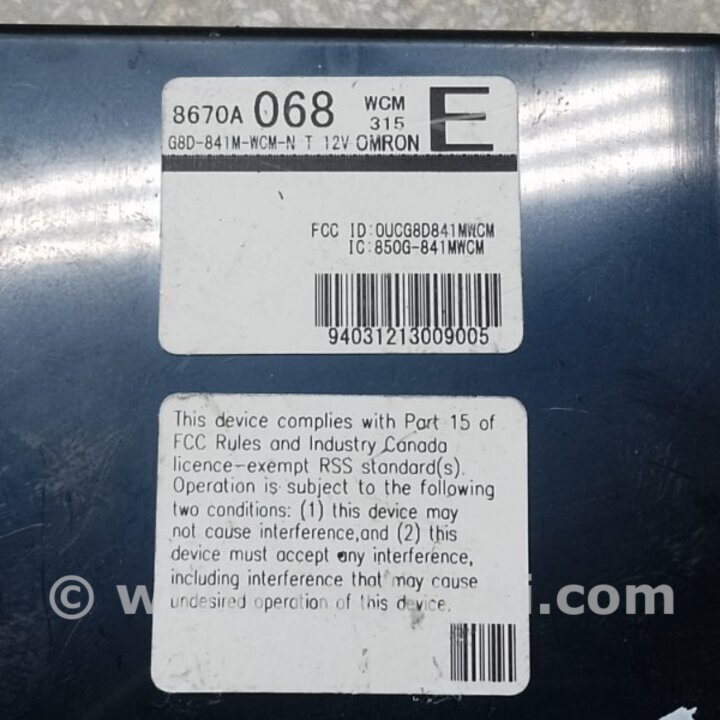 8670A 068 WCM 315 E
G8D-841M-WCM-N T 12V OMRON
FCC ID:OUCG8D841MWCM
IC:850G-841MWCM
94031213009005
This device complies with Part 15 of
FCC Rules and Industry Canada
licence-exempt RSS standard(s).
Operation is subject to the following
two conditions: (1) this device may
not cause interference,and (2) this
device must accept any interference,
including interference that may cause
undesired operation of this device.